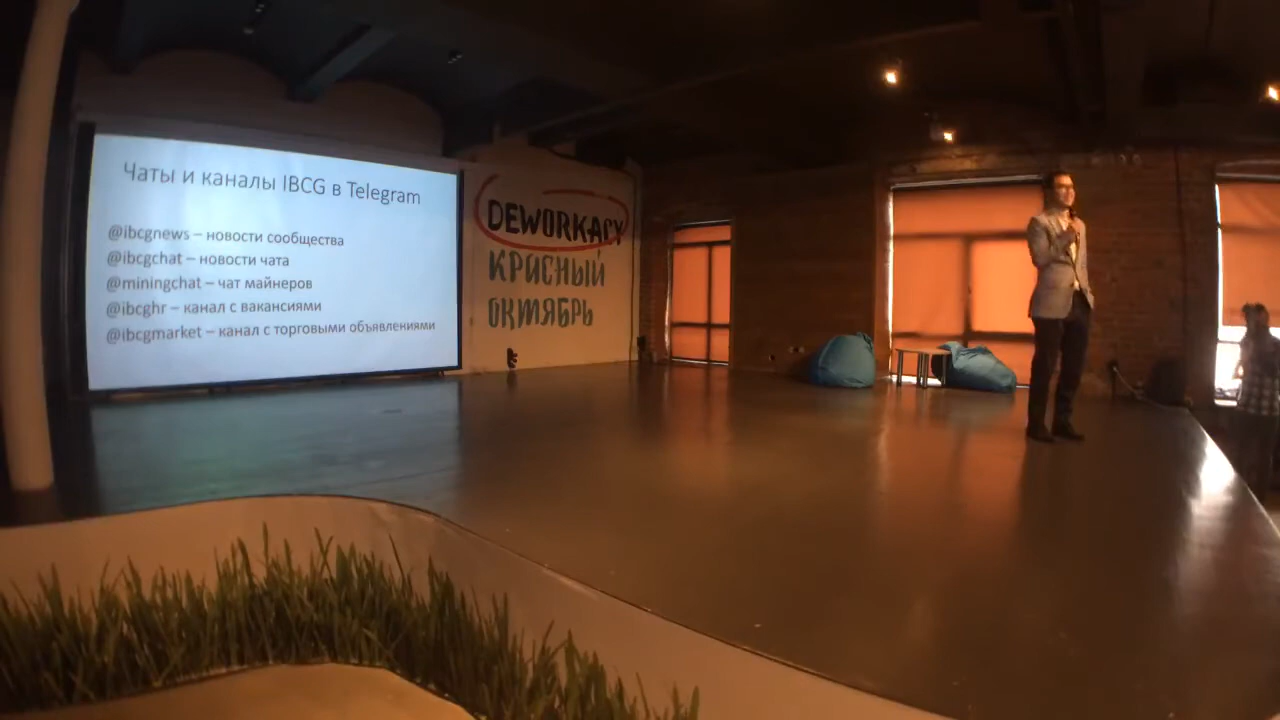 Чаты и каналы IBCG в Telegram
@ibcgnews – новости сообщества
@ibcgchat – новости чата
@miningchat – чат майнеров
@ibcghr – канал с вакансиями
@ibcgmarket – канал с торговыми объявлениями
DEWORKACY
КРАСНЫЙ
ОКТЯБРЬ